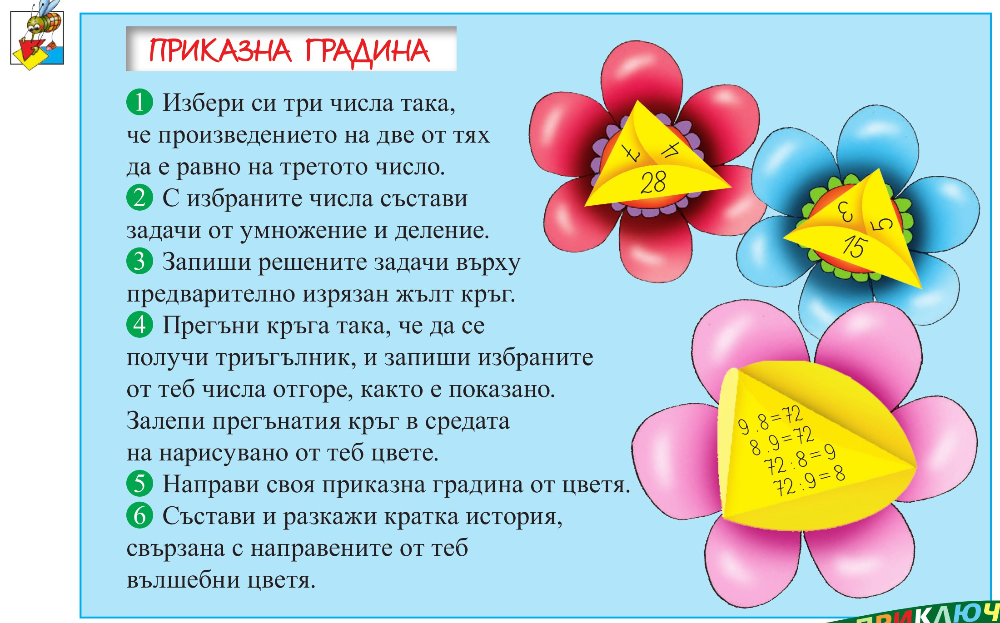 ПРИКАЗНА ГРАДИНА
1 Избери си три числа така,
че произведението на две от тях
да е равно на третото число.
2 С избраните числа състави
задачи от умножение и деление.
3 Запиши решените задачи върху
предварително изрязан жълт кръг.
4 Прегъни кръга така, че да се
получи триъгълник, и запиши избраните
от теб числа отгоре, както е показано.
Залепи прегънатия кръг в средата
на нарисувано от теб цвете.
5 Направи своя приказна градина от цветя.
6 Състави и разкажи кратка история,
свързана с направените от теб
вълшебни цветя.
7
4
28
3
5
15
9 . 8 = 72
8 . 9 = 72
72 : 8 = 9
72 : 9 = 8